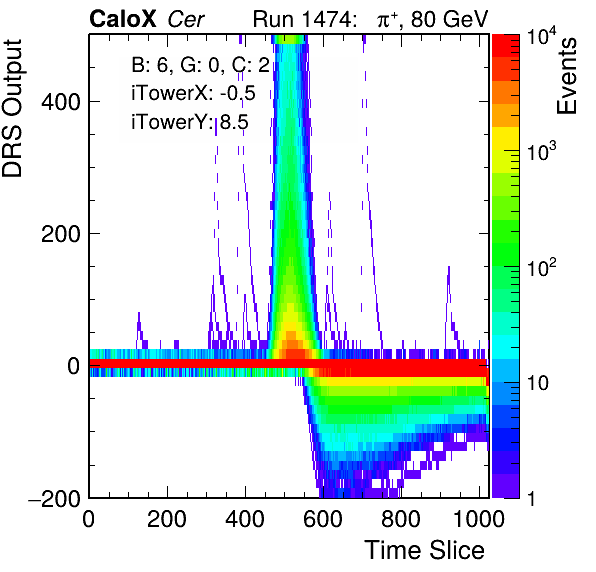 CaloX Cer Run 1474: π⁺, 80 GeV
B: 6, G: 0, C: 2
iTowerX: -0.5
iTowerY: 8.5
DRS Output
400
200
0
−200
0 200 400 600 800 1000
Time Slice
Events
10⁴
10³
10²
10
1